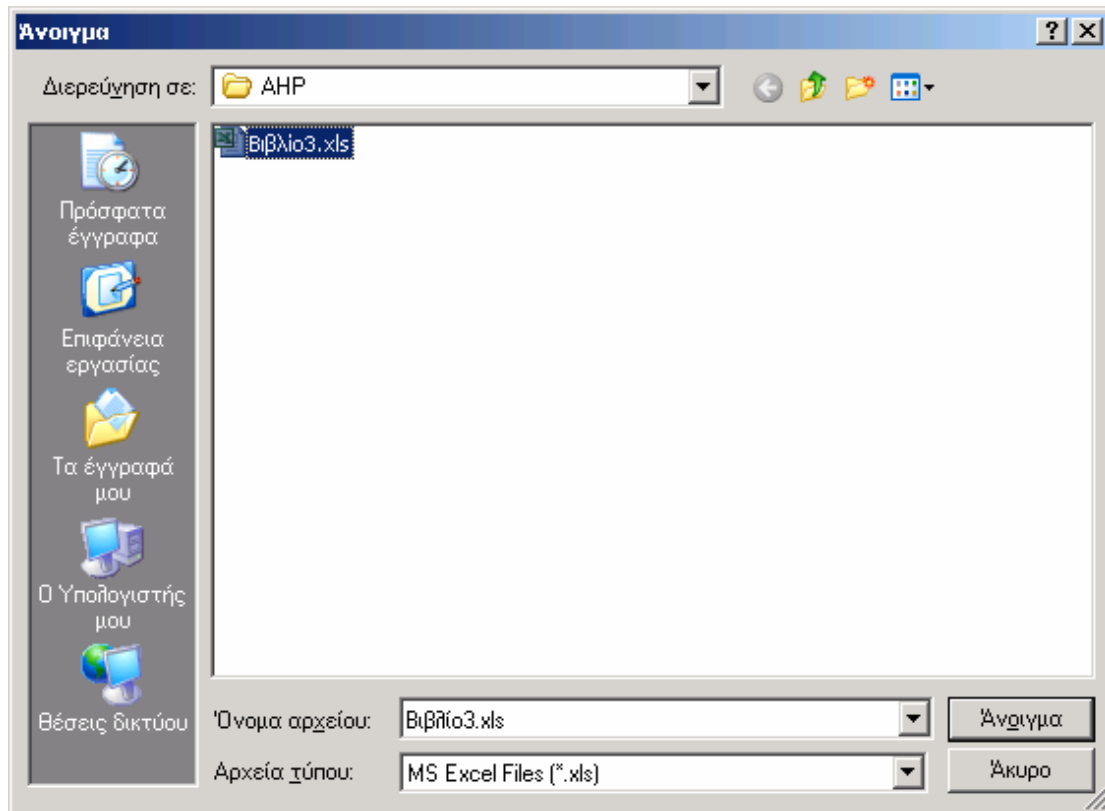 Άνοιγμα
Διερεύνηση σε:
AHP
Βιβλίο3.xls
Πρόσφατα
έγγραφα
Επιφάνεια
εργασίας
Τα έγγραφά
μου
Ο Υπολογιστής
μου
Θέσεις δικτύου
Όνομα αρχείου:
Βιβλίο3.xls
Άνοιγμα
Αρχεία τύπου:
MS Excel Files (*.xls)
Άκυρο